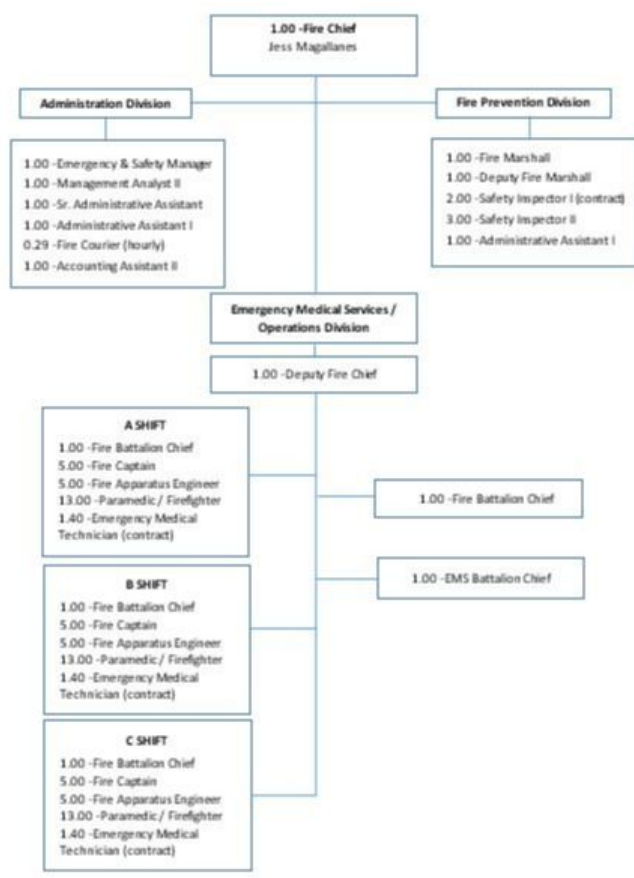 1.00 -Fire Chief
Jess Magallanes
Administration Division
Fire Prevention Division
1.00 -Emergency & Safety Manager
1.00 -Management Analyst II
1.00 -Sr. Administrative Assistant
1.00 -Administrative Assistant I
0.29 -Fire Courier (hourly)
1.00 -Accounting Assistant II
1.00 -Fire Marshall
1.00 -Deputy Fire Marshall
2.00 -Safety Inspector I (contract)
3.00 -Safety Inspector II
1.00 -Administrative Assistant I
Emergency Medical Services /
Operations Division
1.00 -Deputy Fire Chief
A SHIFT
1.00 -Fire Battalion Chief
5.00 -Fire Captain
5.00 -Fire Apparatus Engineer
13.00 -Paramedic / Firefighter
1.40 -Emergency Medical
Technician (contract)
1.00 -Fire Battalion Chief
1.00 -EMS Battalion Chief
B SHIFT
1.00 -Fire Battalion Chief
5.00 -Fire Captain
5.00 -Fire Apparatus Engineer
13.00 -Paramedic / Firefighter
1.40 -Emergency Medical
Technician (contract)
C SHIFT
1.00 -Fire Battalion Chief
5.00 -Fire Captain
5.00 -Fire Apparatus Engineer
13.00 -Paramedic / Firefighter
1.40 -Emergency Medical
Technician (contract)